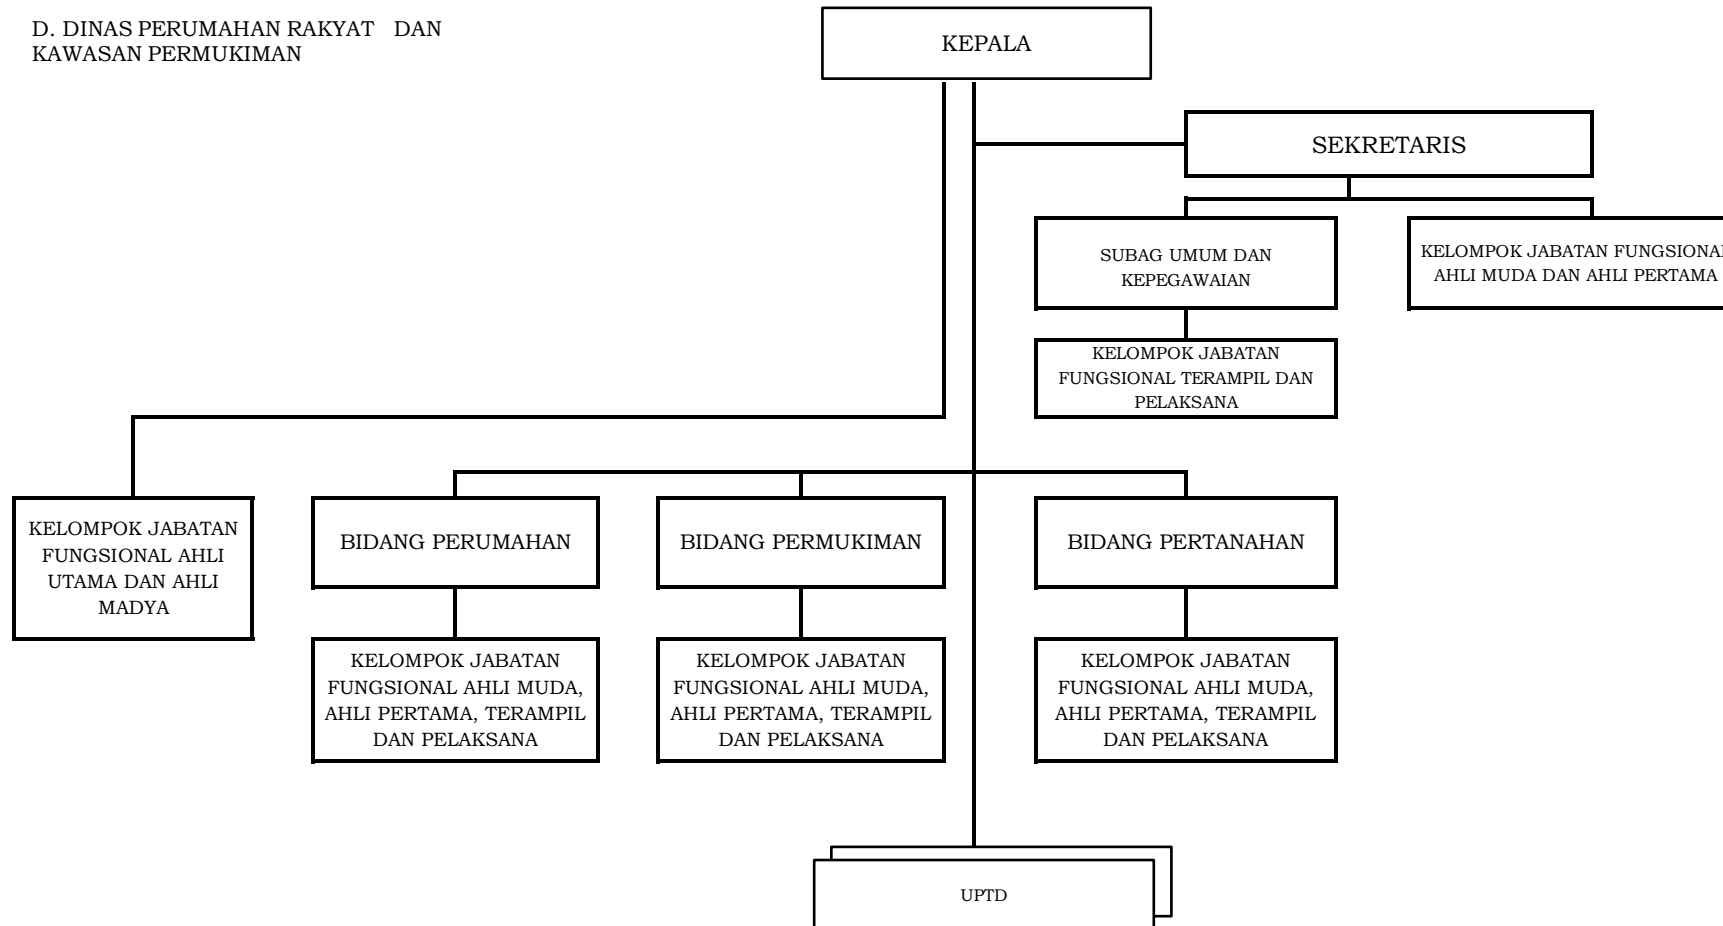 D. DINAS PERUMAHAN RAKYAT DAN
KAWASAN PERMUKIMAN
KEPALA
SEKRETARIS
SUBAG UMUM DAN
KEPEGAWAIAN
KELOMPOK JABATAN FUNGSIONAL
AHLI MUDA DAN AHLI PERTAMA
KELOMPOK JABATAN
FUNGSIONAL TERAMPIL DAN
PELAKSANA
KELOMPOK JABATAN
FUNGSIONAL AHLI
UTAMA DAN AHLI
MADYA
BIDANG PERUMAHAN
BIDANG PERMUKIMAN
BIDANG PERTANAHAN
KELOMPOK JABATAN
FUNGSIONAL AHLI MUDA,
AHLI PERTAMA, TERAMPIL
DAN PELAKSANA
KELOMPOK JABATAN
FUNGSIONAL AHLI MUDA,
AHLI PERTAMA, TERAMPIL
DAN PELAKSANA
KELOMPOK JABATAN
FUNGSIONAL AHLI MUDA,
AHLI PERTAMA, TERAMPIL
DAN PELAKSANA
UPTD